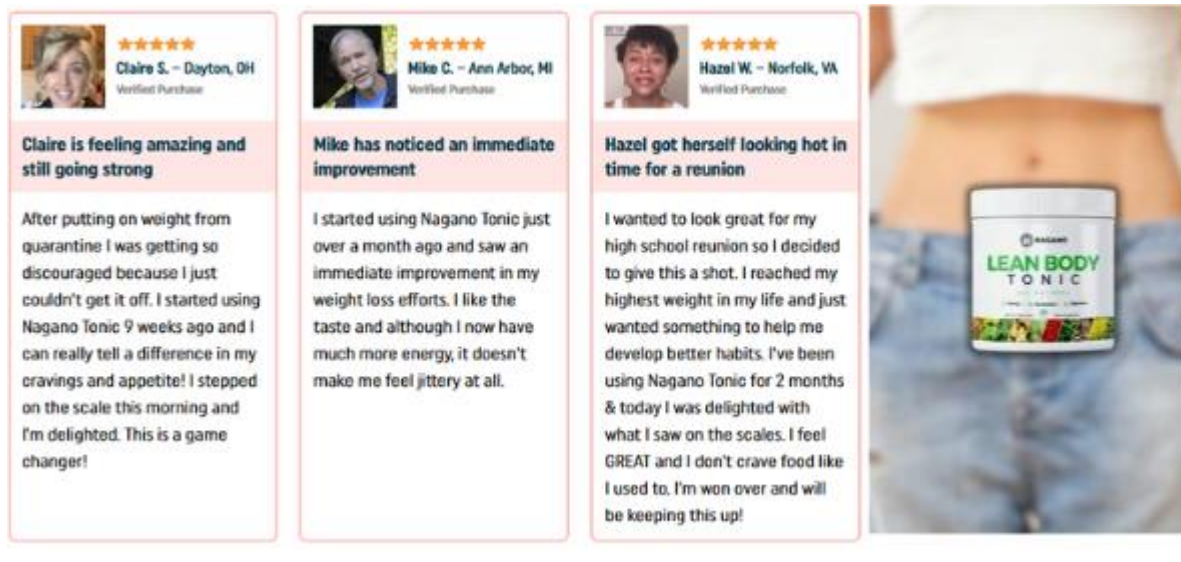 Claire S. – Dayton, OH
Verified Purchase
Claire is feeling amazing and
still going strong
After putting on weight from
quarantine I was getting so
discouraged because I just
couldn't get it off. I started using
Nagano Tonic 9 weeks ago and I
can really tell a difference in my
cravings and appetite! I stepped
on the scale this morning and
I'm delighted. This is a game
changer!
Mike C. – Ann Arbor, MI
Verified Purchase
Mike has noticed an immediate
improvement
I started using Nagano Tonic just
over a month ago and saw an
immediate improvement in my
weight loss efforts. I like the
taste and although I now have
much more energy, it doesn't
make me feel jittery at all.
Hazel W. – Norfolk, VA
Verified Purchase
Hazel got herself looking hot in
time for a reunion
I wanted to look great for my
high school reunion so I decided
to give this a shot. I reached my
highest weight in my life and just
wanted something to help me
develop better habits. I've been
using Nagano Tonic for 2 months
& today I was delighted with
what I saw on the scales. I feel
GREAT and I don't crave food like
I used to. I'm won over and will
be keeping this up!
NAGANO
LEAN BODY
TONIC